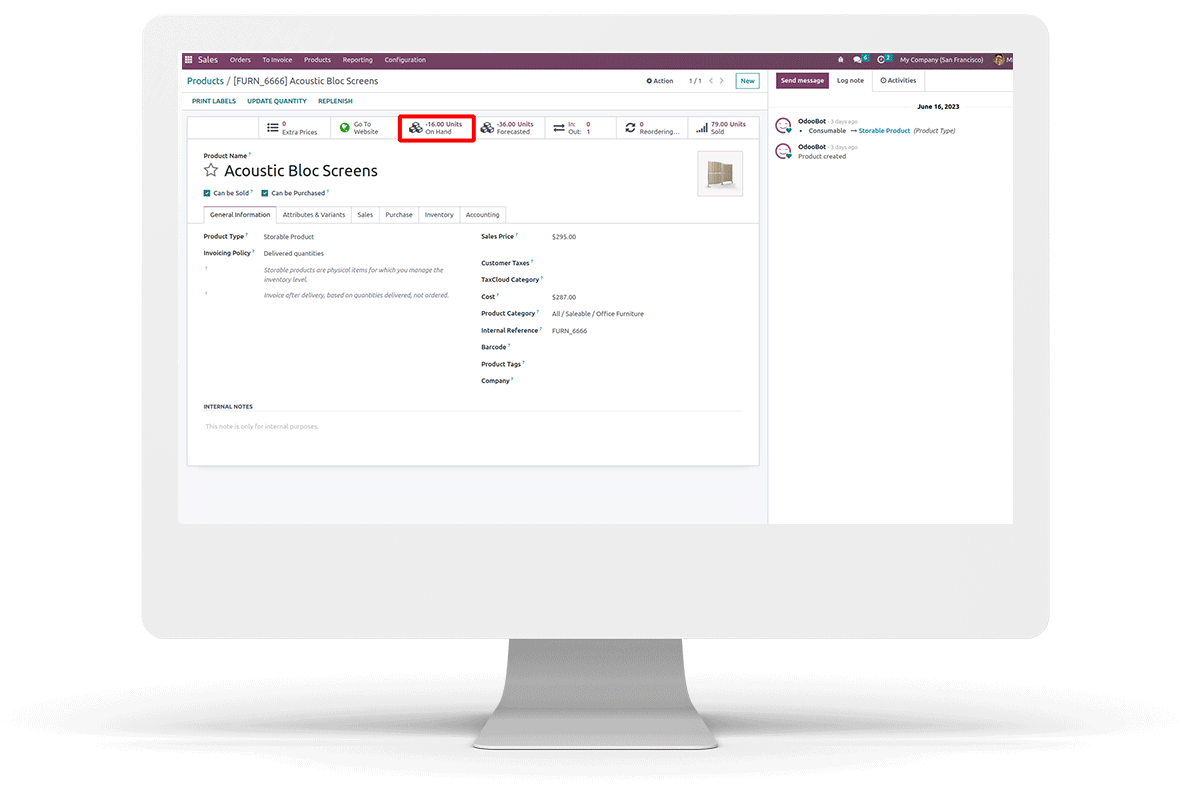 Sales Orders To Invoice Products Reporting Configuration 6 2 My Company (San Francisco)
Products / [FURN_6666] Acoustic Bloc Screens Action 1 / 1 New Send message Log note Activities
PRINT LABELS UPDATE QUANTITY REPLENISH
June 16, 2023
0
Extra Prices
Go To
Website
-16.00 Units
On Hand
-36.00 Units
Forecasted
In: 0
Out: 1
0
Reordering...
79.00 Units
Sold
OdooBot - 3 days ago
• Consumable → Storable Product (Product Type)
OdooBot - 3 days ago
Product created
Product Name ?
Acoustic Bloc Screens
Can be Sold ? Can be Purchased ?
General Information Attributes & Variants Sales Purchase Inventory Accounting
Product Type ? Storable Product
Invoicing Policy ? Delivered quantities
? Storable products are physical items for which you manage the
inventory level.
? Invoice after delivery, based on quantities delivered, not ordered.
Sales Price ? $295.00
Customer Taxes ?
TaxCloud Category ?
Cost ? $287.00
Product Category ? All / Saleable / Office Furniture
Internal Reference ? FURN_6666
Barcode ?
Product Tags ?
Company ?
INTERNAL NOTES
This note is only for internal purposes.